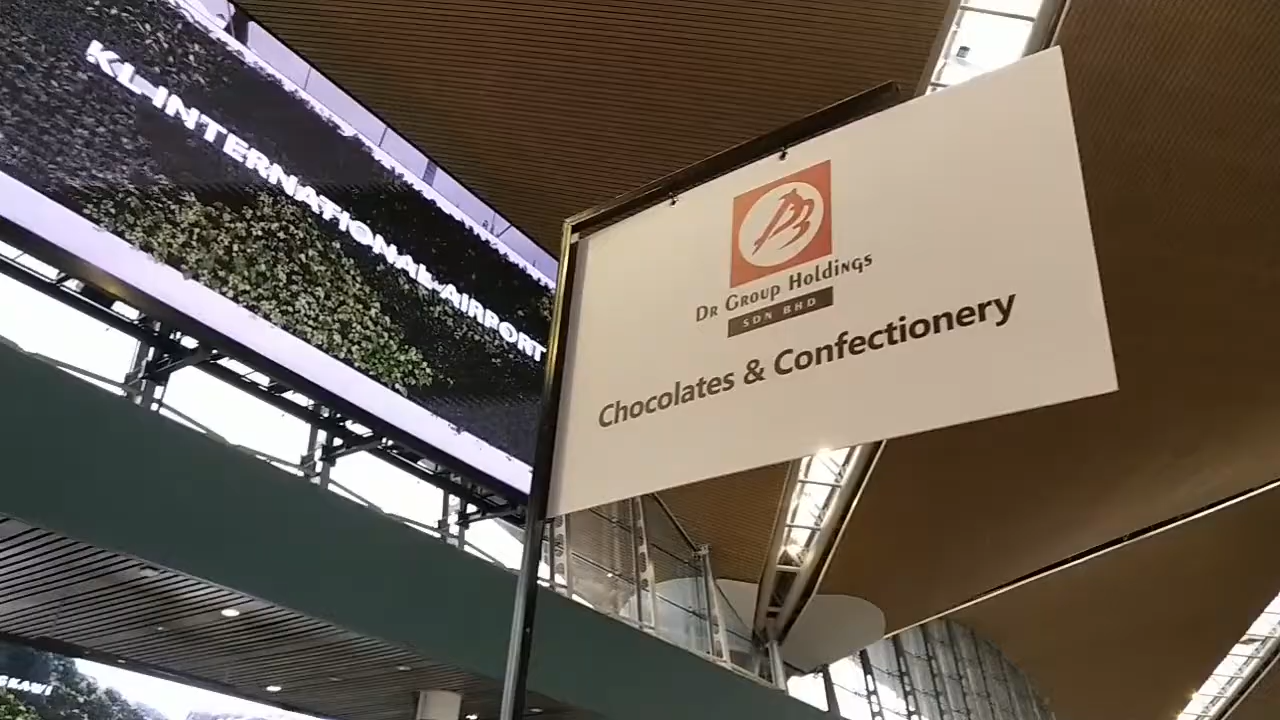 KL INTERNATIONAL AIRPORT
Dr Group Holdings
SDN BHD
Chocolates & Confectionery